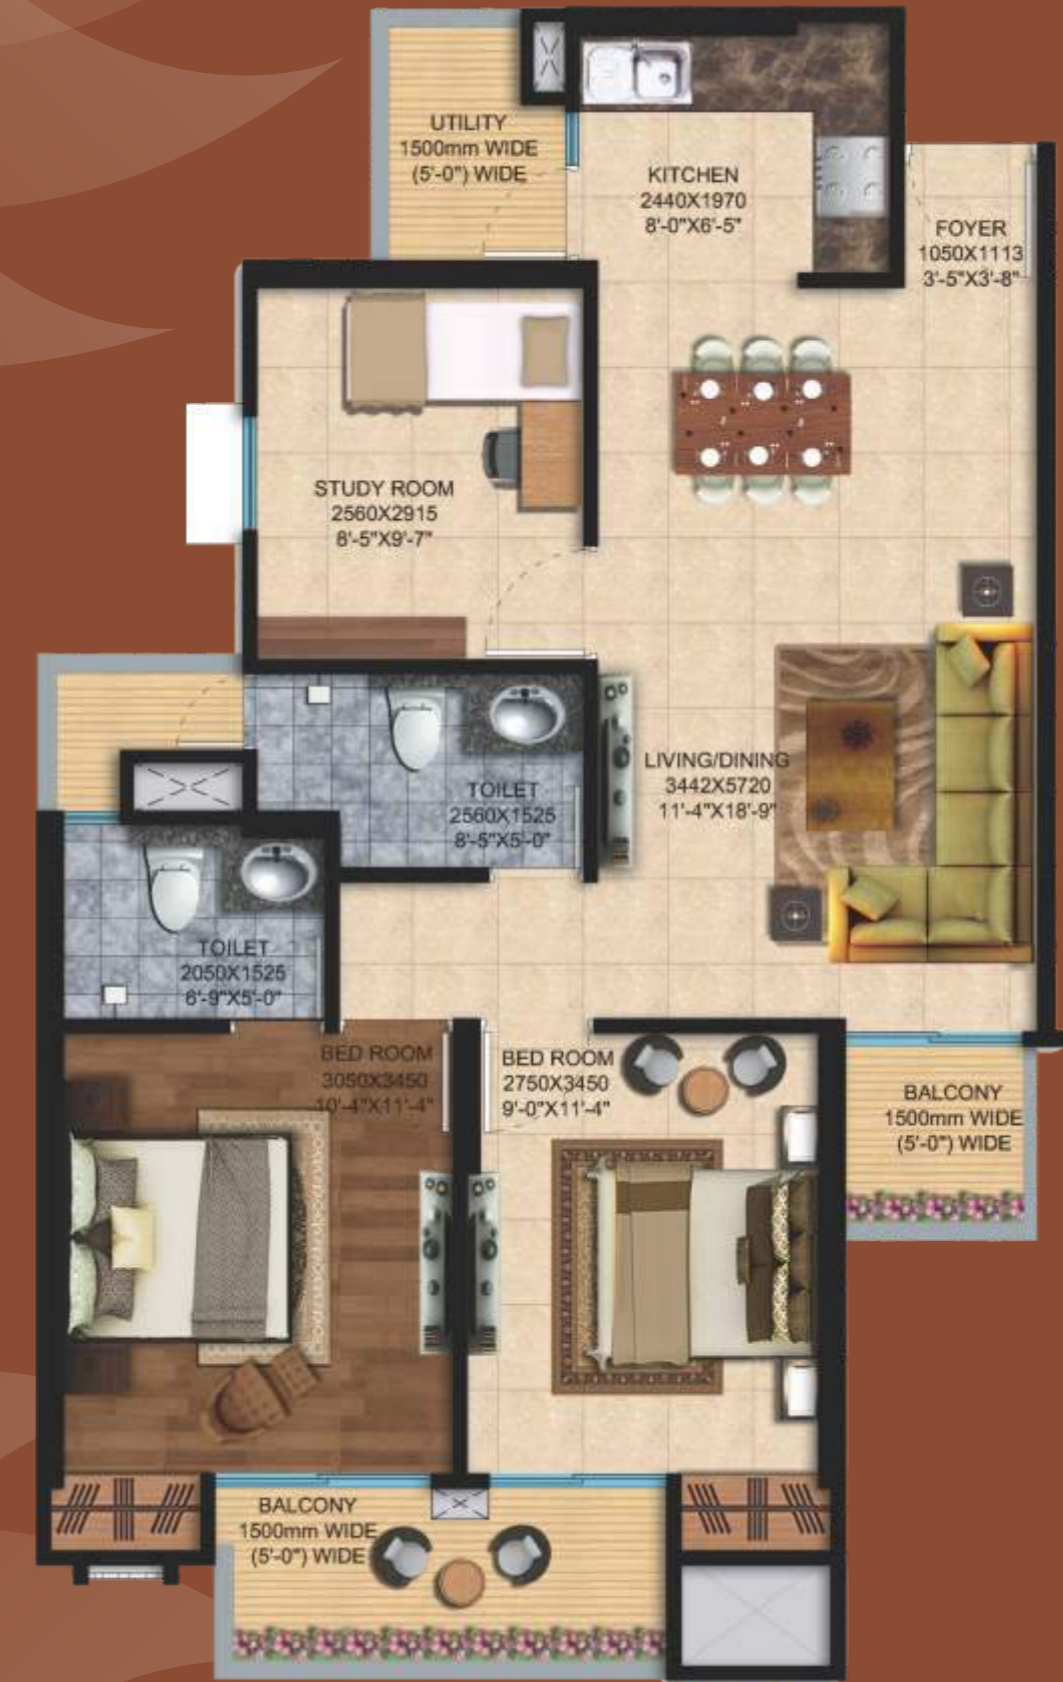 UTILITY
1500mm WIDE
(5'-0") WIDE
KITCHEN
2440X1970
8'-0"X6'-5"
FOYER
1050X1113
3'-5"X3'-8"
STUDY ROOM
2560X2915
8'-5"X9'-7"
LIVING/DINING
3442X5720
11'-4"X18'-9"
TOILET
2560X1525
8'-5"X5'-0"
TOILET
2050X1525
6'-9"X5'-0"
BED ROOM
3050X3450
10'-4"X11'-4"
BED ROOM
2750X3450
9'-0"X11'-4"
BALCONY
1500mm WIDE
(5'-0") WIDE
BALCONY
1500mm WIDE
(5'-0") WIDE